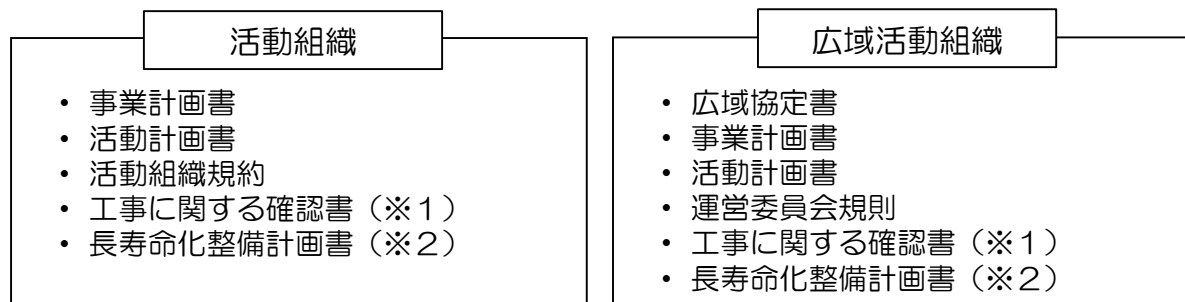 活動組織
・ 事業計画書
・ 活動計画書
・ 活動組織規約
・ 工事に関する確認書（※１）
・ 長寿命化整備計画書（※２）
広域活動組織
・ 広域協定書
・ 事業計画書
・ 活動計画書
・ 運営委員会規則
・ 工事に関する確認書（※１）
・ 長寿命化整備計画書（※２）